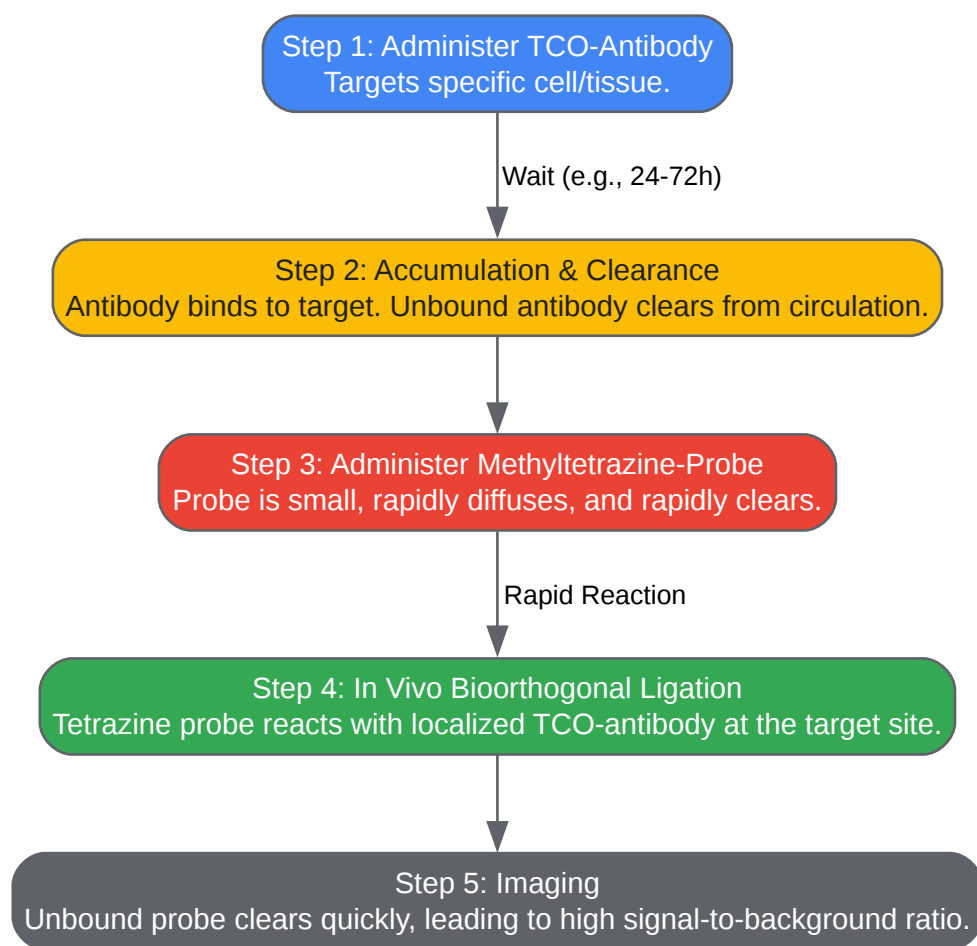 Step 1: Administer TCO-Antibody
Targets specific cell/tissue.
Wait (e.g., 24-72h)
Step 2: Accumulation & Clearance
Antibody binds to target. Unbound antibody clears from circulation.
Step 3: Administer Methyltetrazine-Probe
Probe is small, rapidly diffuses, and rapidly clears.
Rapid Reaction
Step 4: In Vivo Bioorthogonal Ligation
Tetrazine probe reacts with localized TCO-antibody at the target site.
Step 5: Imaging
Unbound probe clears quickly, leading to high signal-to-background ratio.